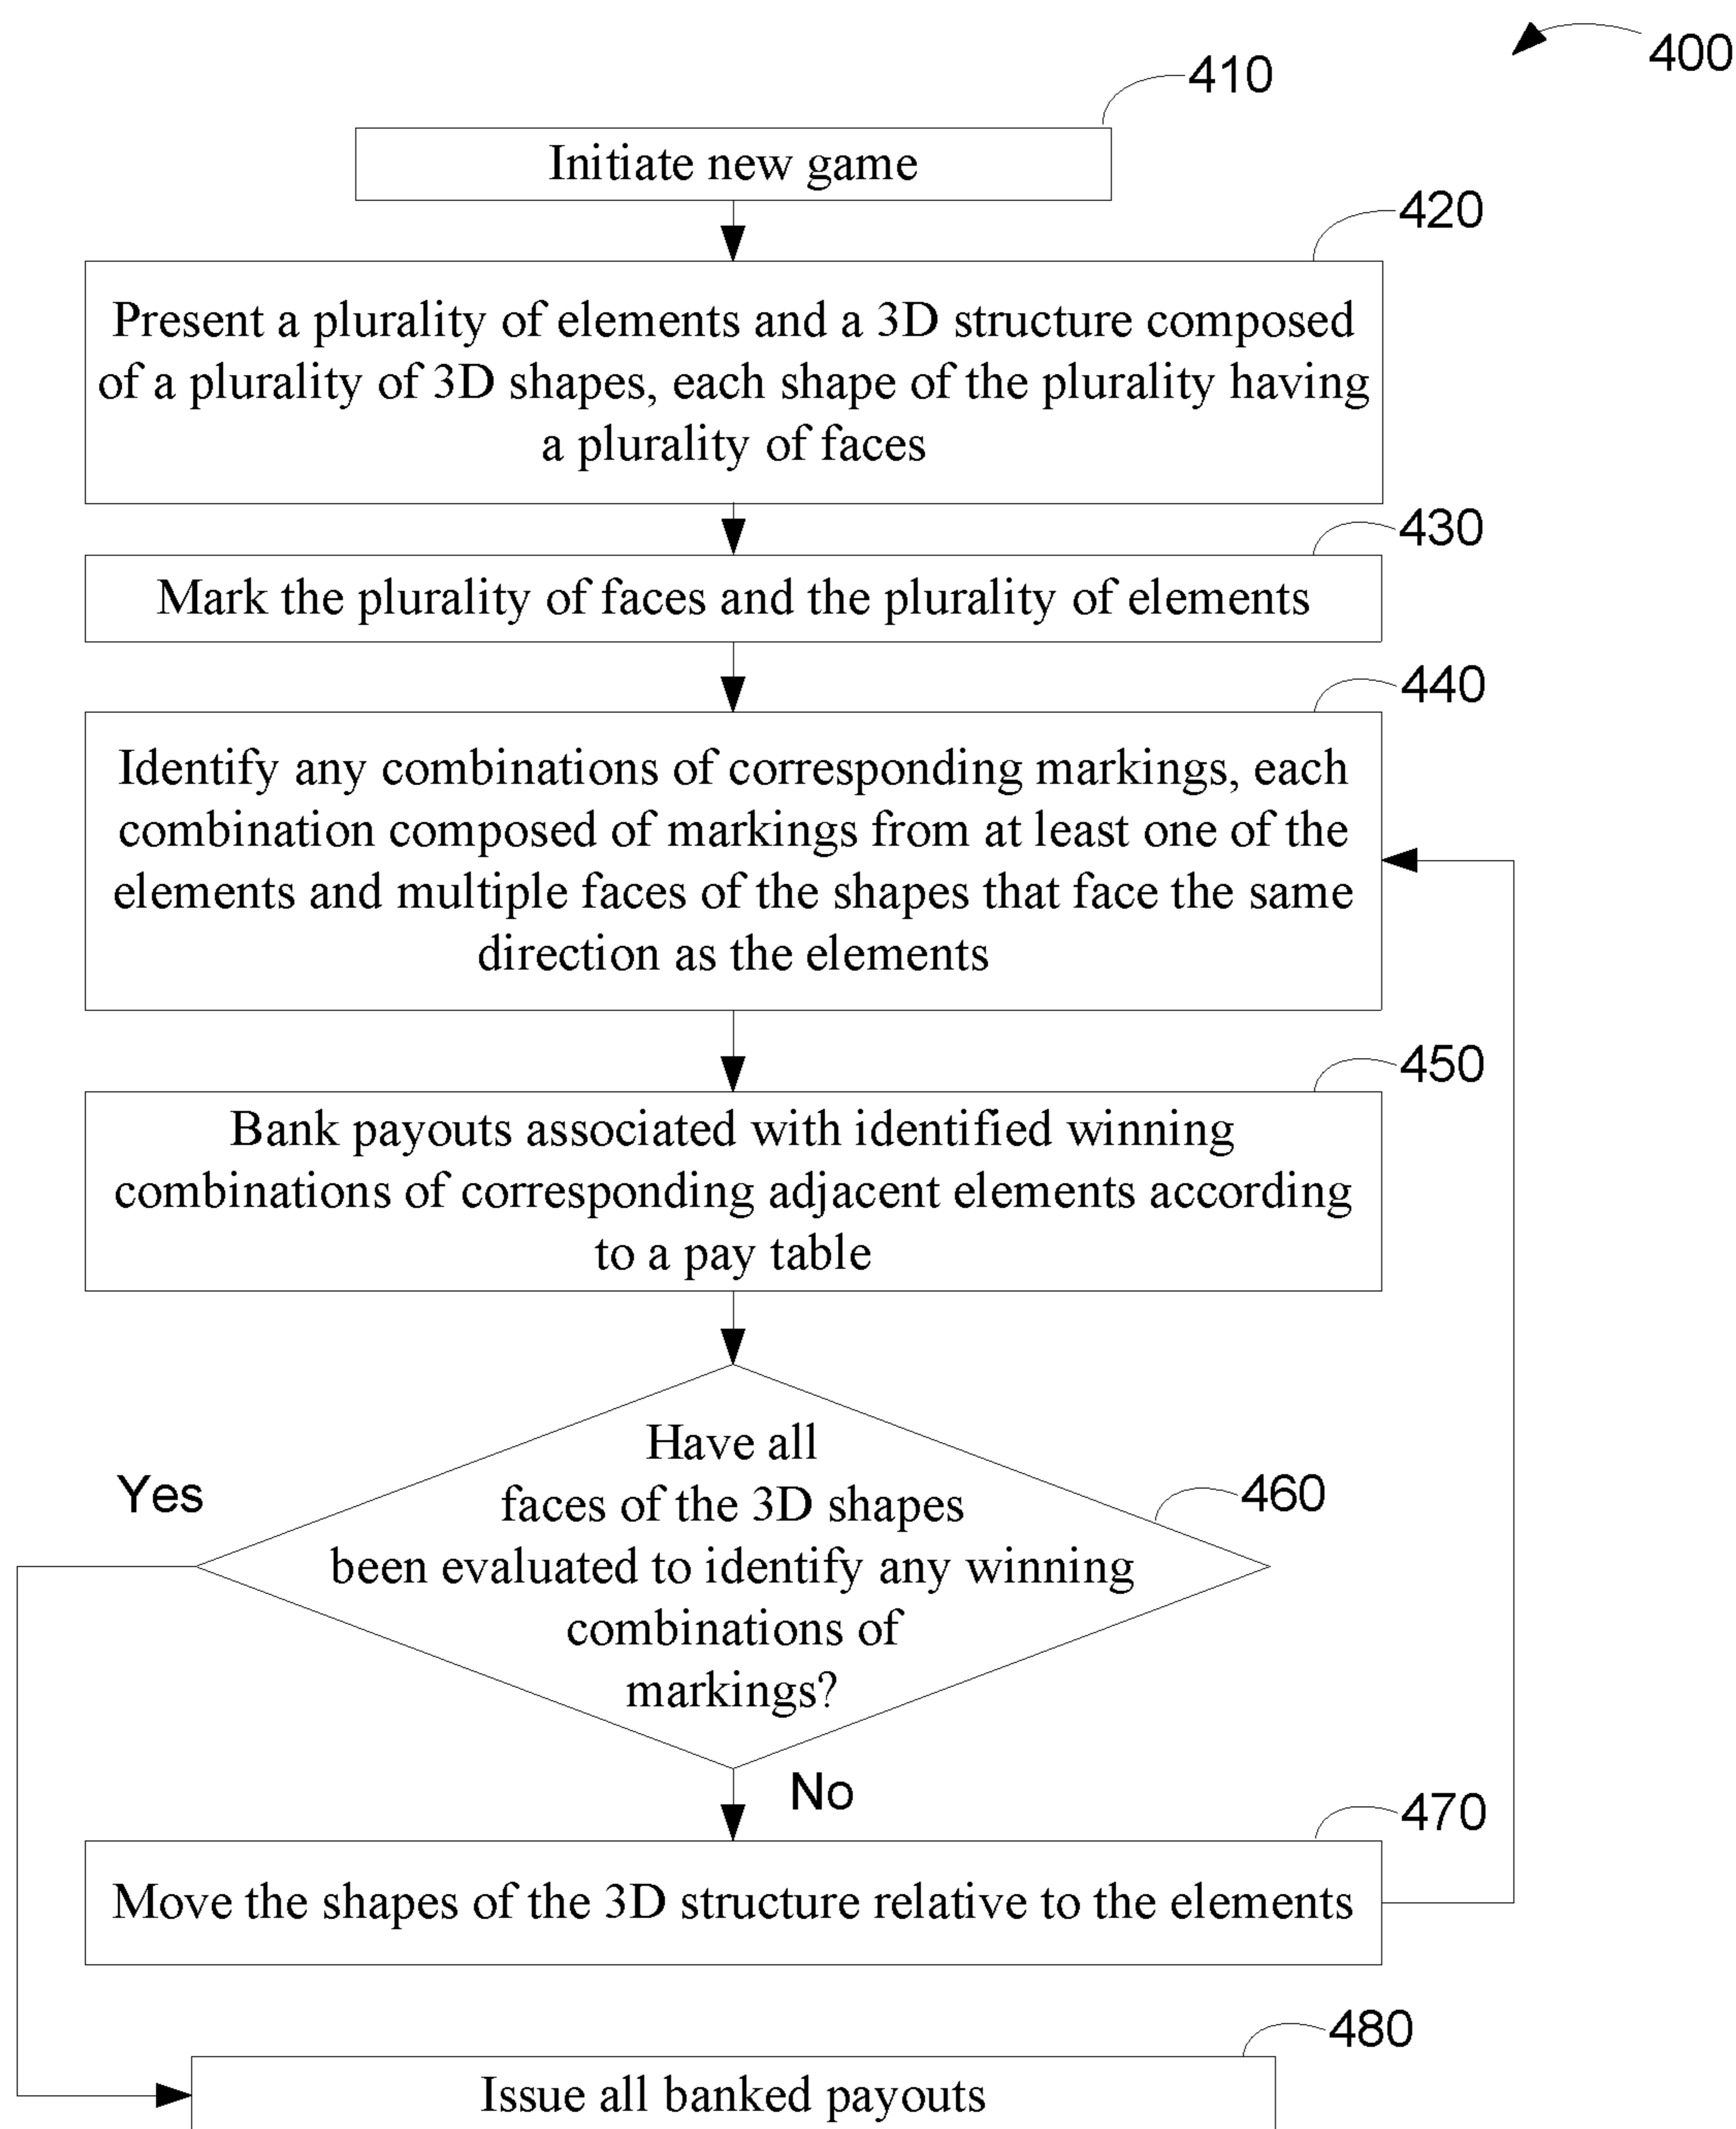 400
410
Initiate new game
420
Present a plurality of elements and a 3D structure composed
of a plurality of 3D shapes, each shape of the plurality having
a plurality of faces
430
Mark the plurality of faces and the plurality of elements
440
Identify any combinations of corresponding markings, each
combination composed of markings from at least one of the
elements and multiple faces of the shapes that face the same
direction as the elements
450
Bank payouts associated with identified winning
combinations of corresponding adjacent elements according
to a pay table
Have all
faces of the 3D shapes
been evaluated to identify any winning
combinations of
markings?
460
Yes
No
470
Move the shapes of the 3D structure relative to the elements
480
Issue all banked payouts